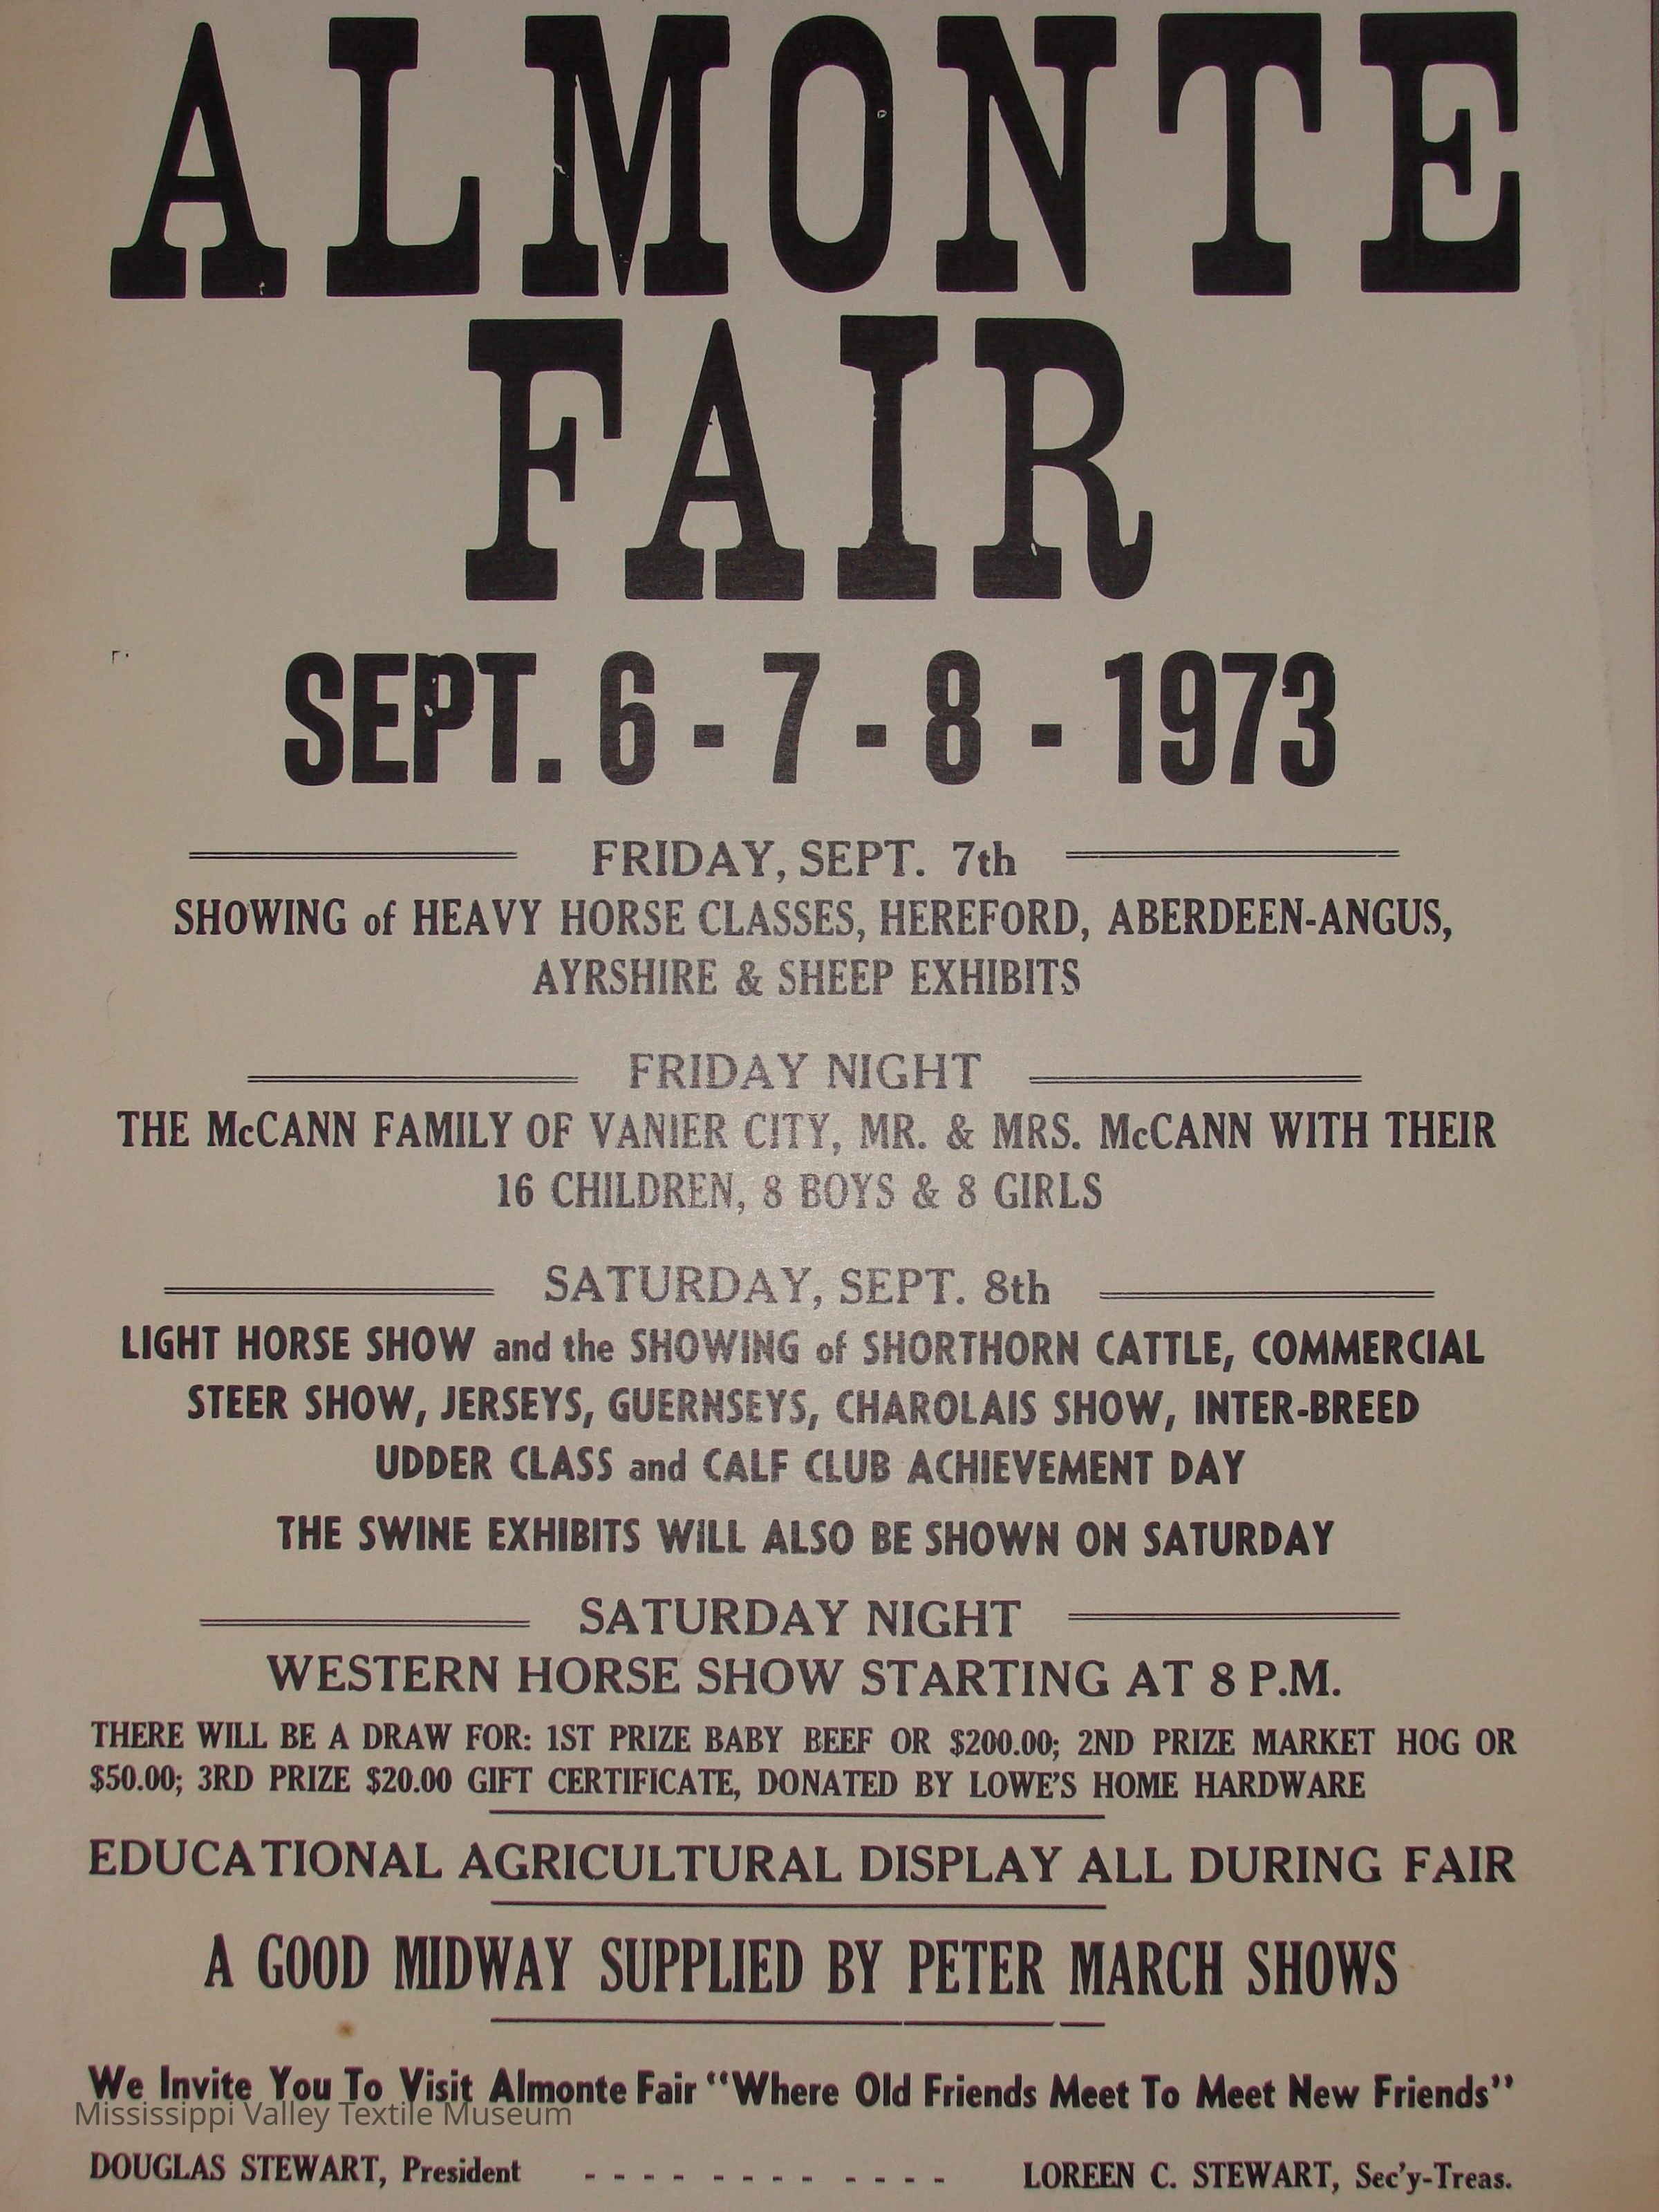 ALMONTE
FAIR
SEPT. 6 - 7 - 8 - 1973
FRIDAY, SEPT. 7th
SHOWING of HEAVY HORSE CLASSES, HEREFORD, ABERDEEN-ANGUS,
AYRSHIRE & SHEEP EXHIBITS
FRIDAY NIGHT
THE McCANN FAMILY OF VANIER CITY, MR. & MRS. McCANN WITH THEIR
16 CHILDREN, 8 BOYS & 8 GIRLS
SATURDAY, SEPT. 8th
LIGHT HORSE SHOW and the SHOWING of SHORTHORN CATTLE, COMMERCIAL
STEER SHOW, JERSEYS, GUERNSEYS, CHAROLAIS SHOW, INTER-BREED
UDDER CLASS and CALF CLUB ACHIEVEMENT DAY
THE SWINE EXHIBITS WILL ALSO BE SHOWN ON SATURDAY
SATURDAY NIGHT
WESTERN HORSE SHOW STARTING AT 8 P.M.
THERE WILL BE A DRAW FOR: 1ST PRIZE BABY BEEF OR $200.00; 2ND PRIZE MARKET HOG OR
$50.00; 3RD PRIZE $20.00 GIFT CERTIFICATE, DONATED BY LOWE'S HOME HARDWARE
EDUCATIONAL AGRICULTURAL DISPLAY ALL DURING FAIR
A GOOD MIDWAY SUPPLIED BY PETER MARCH SHOWS
We Invite You To Visit Almonte Fair "Where Old Friends Meet To Meet New Friends"
Mississippi Valley Textile Museum
DOUGLAS STEWART, President - - - - - - - - - - - - LOREEN C. STEWART, Sec'y-Treas.